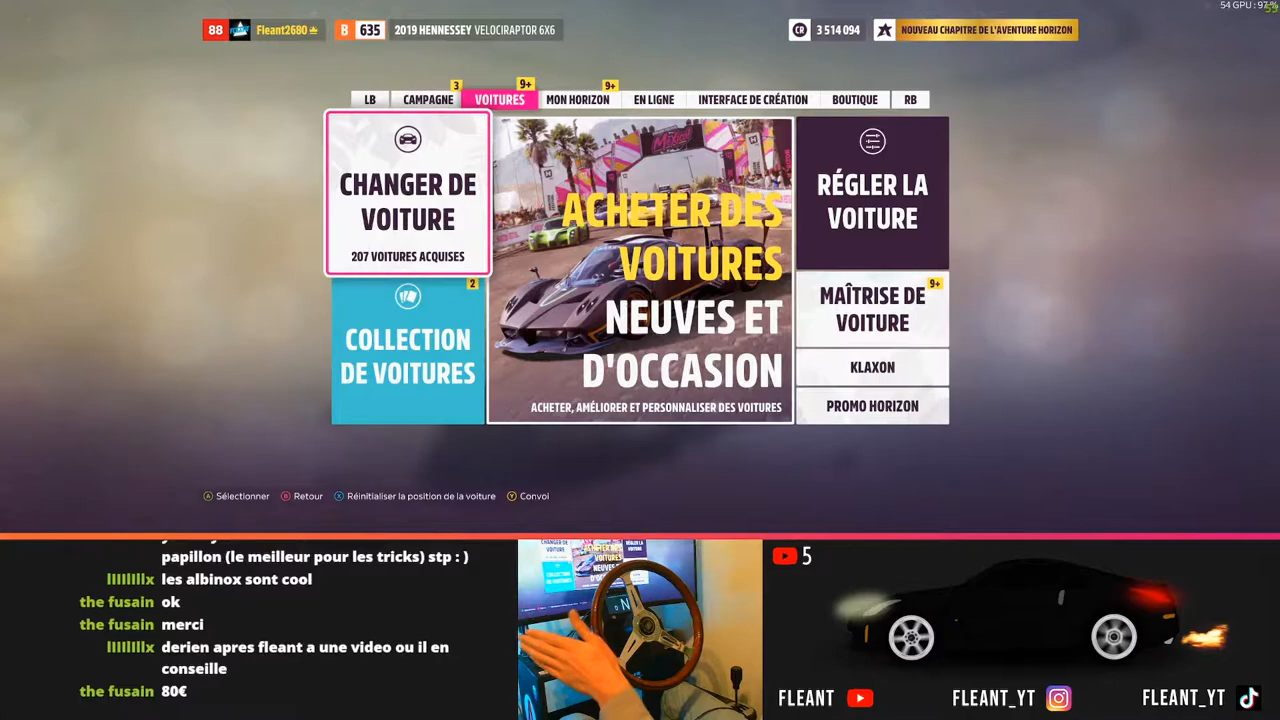 54 GPU : 97 %
88 Fleant2680 B 635 2019 HENNESSEY VELOCIRAPTOR 6X6 CR 3 514 094 NOUVEAU CHAPITRE DE L'AVENTURE HORIZON
3 9+ 9+
LB CAMPAGNE VOITURES MON HORIZON EN LIGNE INTERFACE DE CRÉATION BOUTIQUE RB
CHANGER DE
VOITURE
207 VOITURES ACQUISES
2
COLLECTION
DE VOITURES
ACHETER DES
VOITURES
NEUVES ET
D'OCCASION
ACHETER, AMÉLIORER ET PERSONNALISER DES VOITURES
RÉGLER LA
VOITURE
9+
MAÎTRISE DE
VOITURE
KLAXON
PROMO HORIZON
A Sélectionner B Retour X Réinitialiser la position de la voiture Y Convoi
papillon (le meilleur pour les tricks) stp : )
llllllllx les albinox sont cool
the fusain ok
the fusain merci
llllllllx derien apres fleant a une video ou il en
conseille
the fusain 80€
N
5
FLEANT FLEANT_YT FLEANT_YT